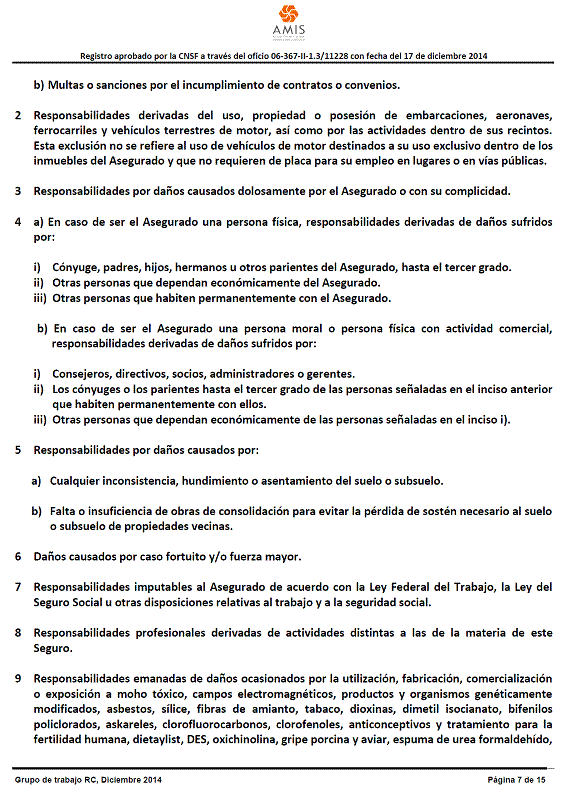 AMIS
Registro aprobado por la CNSF a través del oficio 06-367-II-1.3/11228 con fecha del 17 de diciembre 2014
b) Multas o sanciones por el incumplimiento de contratos o convenios.
2 Responsabilidades derivadas del uso, propiedad o posesión de embarcaciones, aeronaves,
ferrocarriles y vehículos terrestres de motor, así como por las actividades dentro de sus recintos.
Esta exclusión no se refiere al uso de vehículos de motor destinados a su uso exclusivo dentro de los
inmuebles del Asegurado y que no requieren de placa para su empleo en lugares o en vías públicas.
3 Responsabilidades por daños causados dolosamente por el Asegurado o con su complicidad.
4 a) En caso de ser el Asegurado una persona física, responsabilidades derivadas de daños sufridos
por:
i) Cónyuge, padres, hijos, hermanos u otros parientes del Asegurado, hasta el tercer grado.
ii) Otras personas que dependan económicamente del Asegurado.
iii) Otras personas que habiten permanentemente con el Asegurado.
b) En caso de ser el Asegurado una persona moral o persona física con actividad comercial,
responsabilidades derivadas de daños sufridos por:
i) Consejeros, directivos, socios, administradores o gerentes.
ii) Los cónyuges o los parientes hasta el tercer grado de las personas señaladas en el inciso anterior
que habiten permanentemente con ellos.
iii) Otras personas que dependan económicamente de las personas señaladas en el inciso i).
5 Responsabilidades por daños causados por:
a) Cualquier inconsistencia, hundimiento o asentamiento del suelo o subsuelo.
b) Falta o insuficiencia de obras de consolidación para evitar la pérdida de sostén necesario al suelo
o subsuelo de propiedades vecinas.
6 Daños causados por caso fortuito y/o fuerza mayor.
7 Responsabilidades imputables al Asegurado de acuerdo con la Ley Federal del Trabajo, la Ley del
Seguro Social u otras disposiciones relativas al trabajo y a la seguridad social.
8 Responsabilidades profesionales derivadas de actividades distintas a las de la materia de este
Seguro.
9 Responsabilidades emanadas de daños ocasionados por la utilización, fabricación, comercialización
o exposición a moho tóxico, campos electromagnéticos, productos y organismos genéticamente
modificados, asbestos, sílice, fibras de amianto, tabaco, dioxinas, dimetil isocianato, bifenilos
policlorados, askareles, clorofluorocarbonos, clorofenoles, anticonceptivos y tratamiento para la
fertilidad humana, dietaylist, DES, oxichinolina, gripe porcina y aviar, espuma de urea formaldehído,
Grupo de trabajo RC, Diciembre 2014 Página 7 de 15